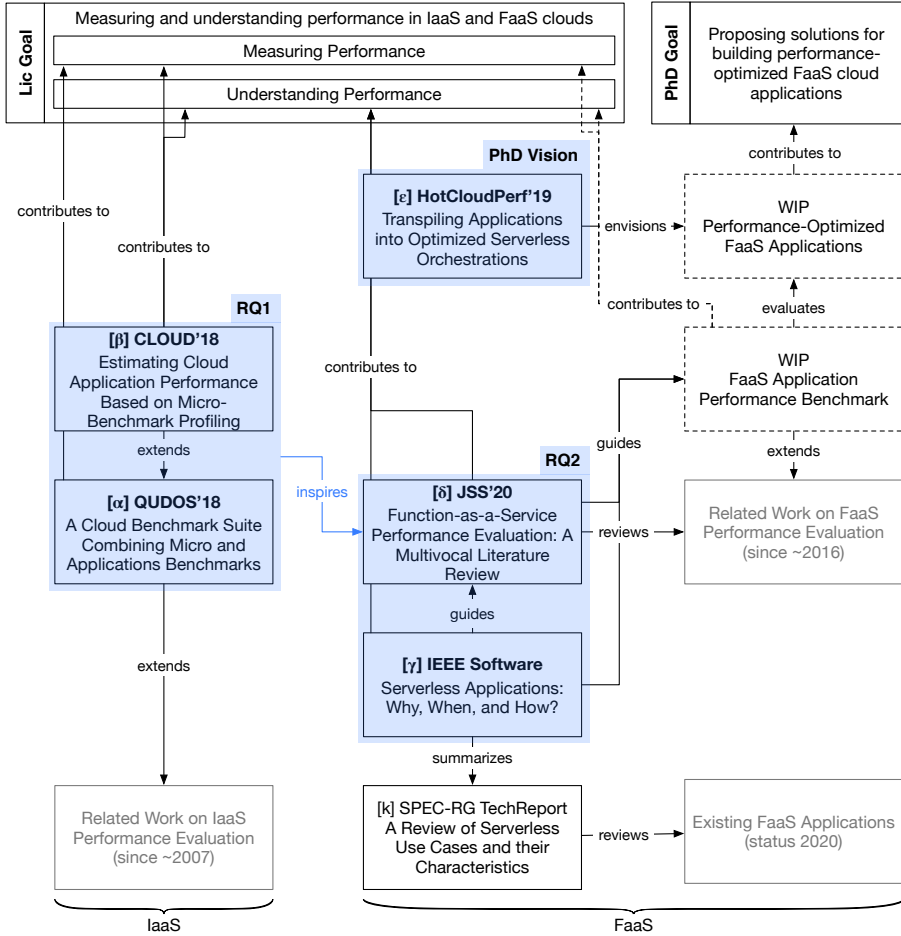 Lic Goal
Measuring and understanding performance in IaaS and FaaS clouds
Measuring Performance
Understanding Performance
PhD Goal
Proposing solutions for
building performance-
optimized FaaS cloud
applications
contributes to
contributes to
contributes to
PhD Vision
[ε] HotCloudPerf'19
Transpiling Applications
into Optimized Serverless
Orchestrations
envisions
WIP
Performance-Optimized
FaaS Applications
contributes to
evaluates
RQ1
[β] CLOUD'18
Estimating Cloud
Application Performance
Based on Micro-
Benchmark Profiling
contributes to
WIP
FaaS Application
Performance Benchmark
extends
guides
extends
inspires
RQ2
[α] QUDOS'18
A Cloud Benchmark Suite
Combining Micro and
Applications Benchmarks
[δ] JSS'20
Function-as-a-Service
Performance Evaluation: A
Multivocal Literature
Review
reviews
Related Work on FaaS
Performance Evaluation
(since ~2016)
guides
extends
[γ] IEEE Software
Serverless Applications:
Why, When, and How?
summarizes
Related Work on IaaS
Performance Evaluation
(since ~2007)
[k] SPEC-RG TechReport
A Review of Serverless
Use Cases and their
Characteristics
reviews
Existing FaaS Applications
(status 2020)
IaaS
FaaS